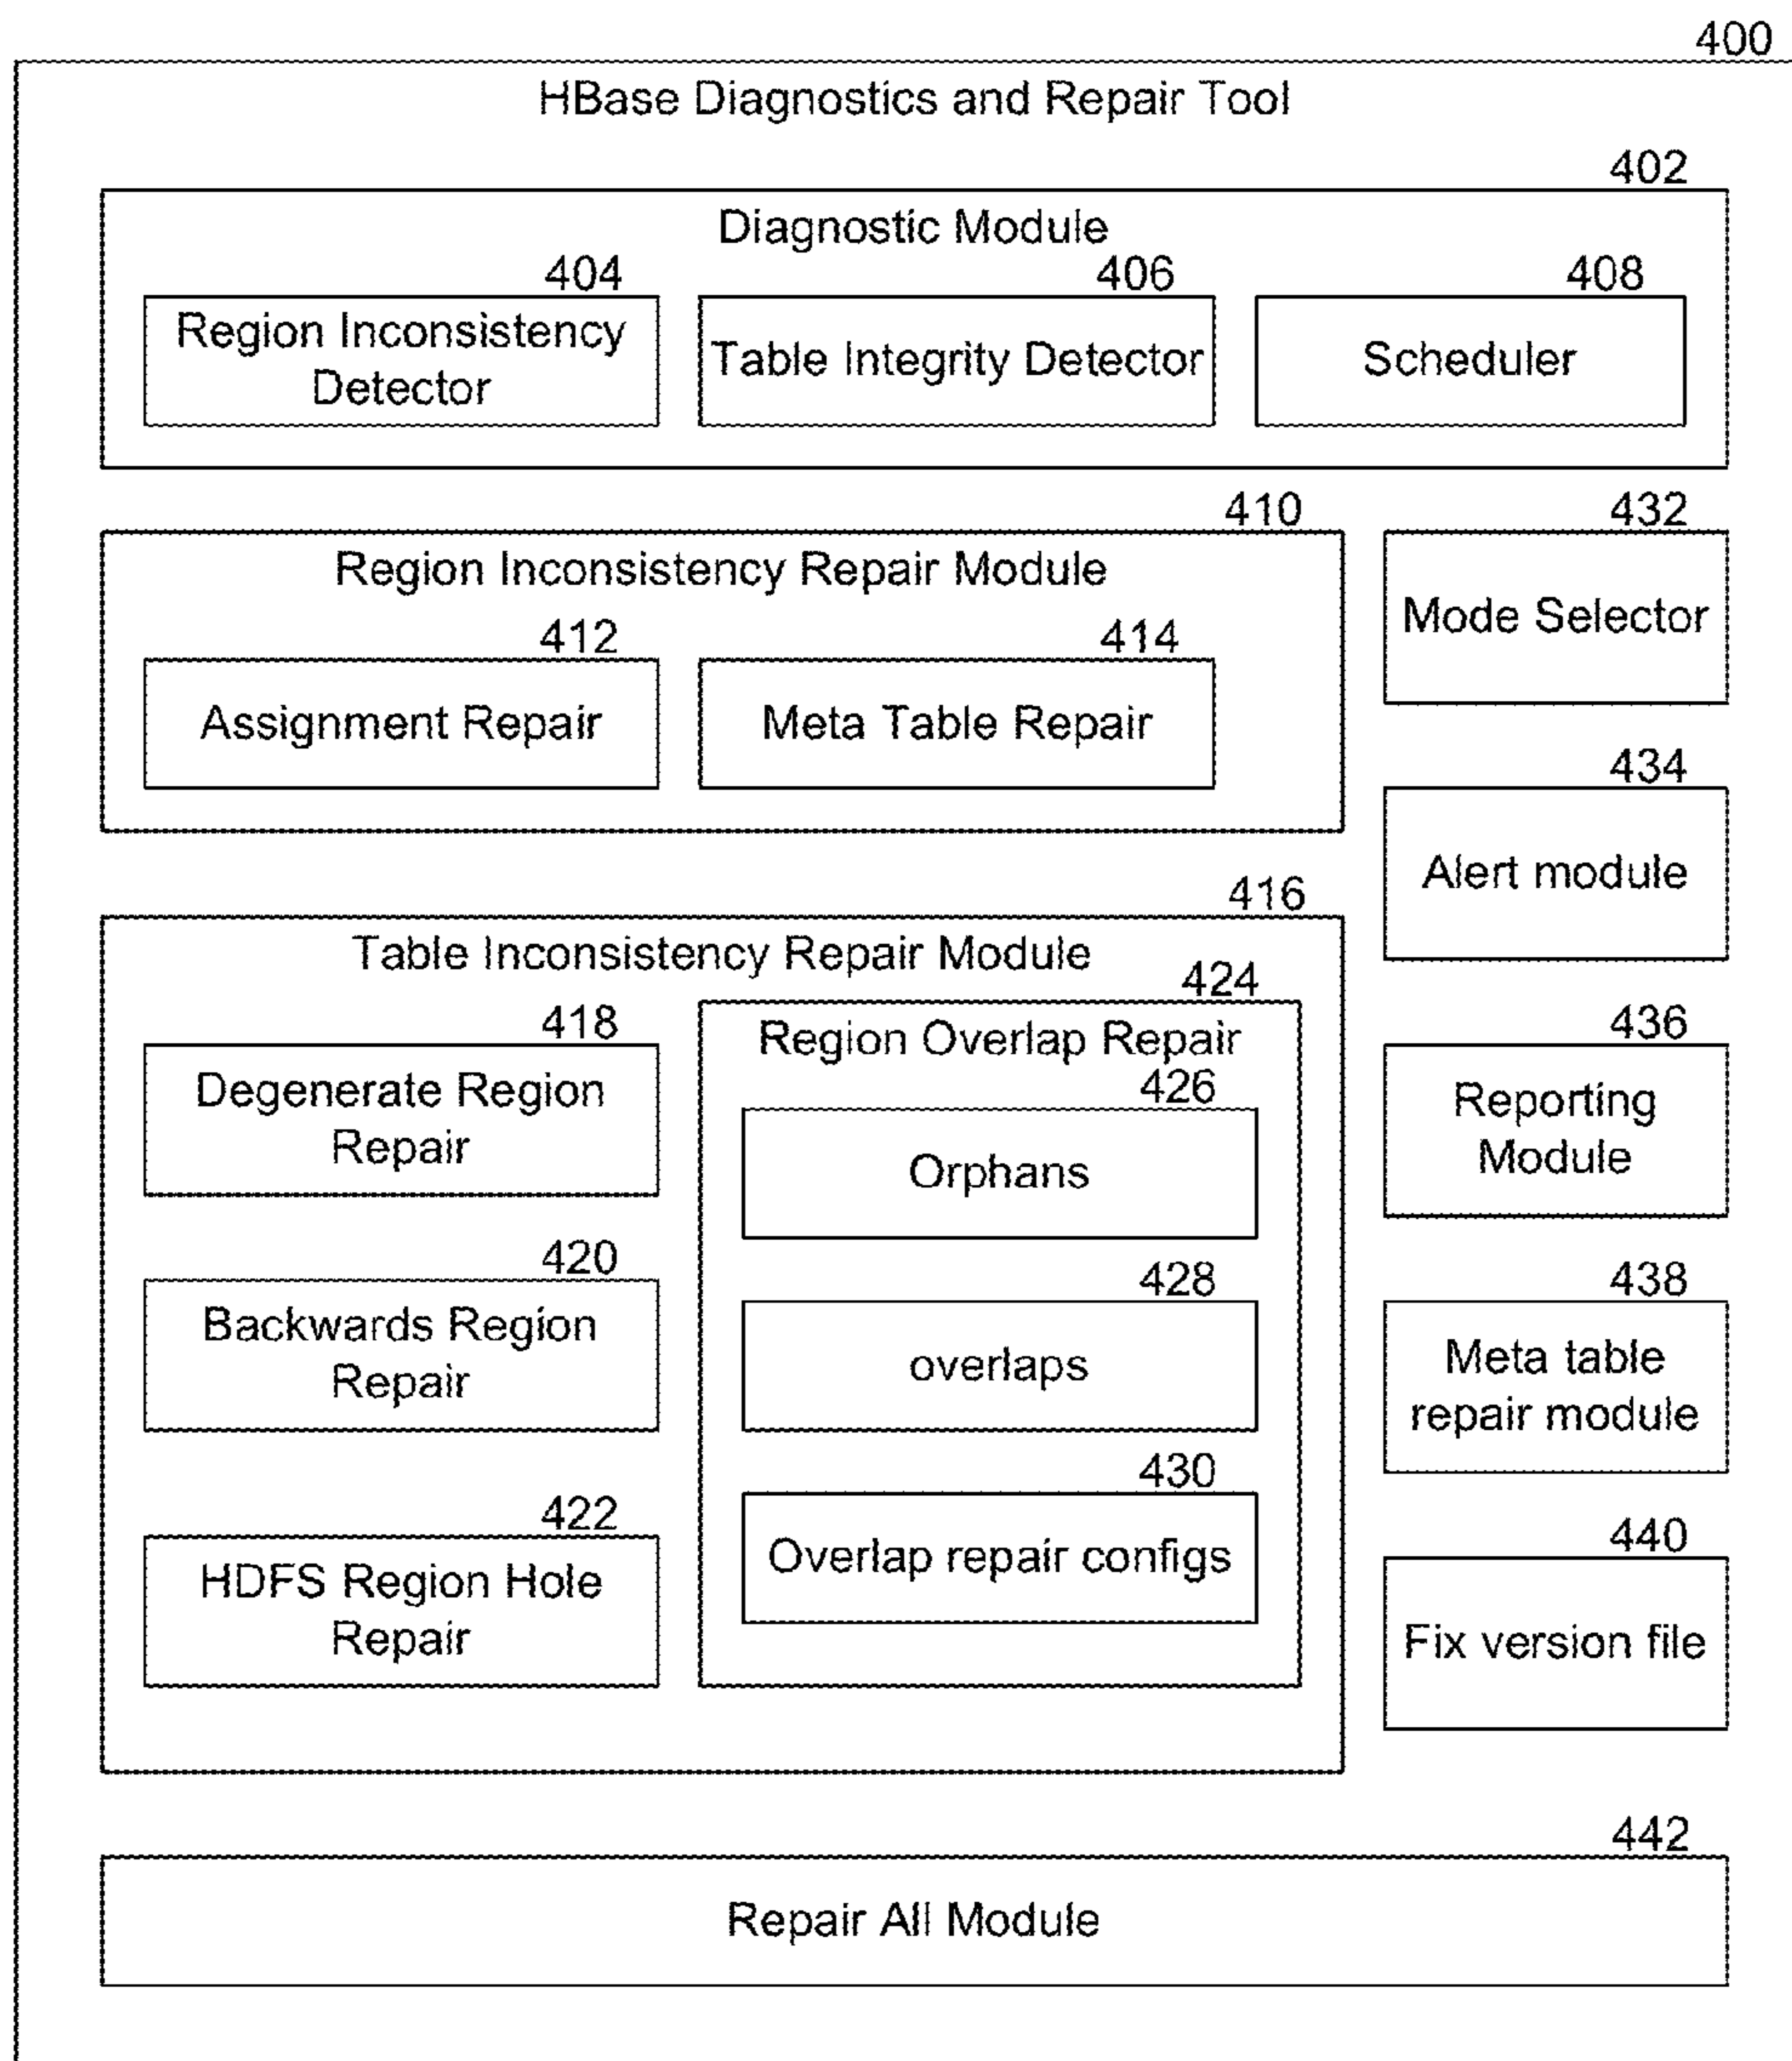 400
HBase Diagnostics and Repair Tool
402
Diagnostic Module
404
Region Inconsistency
Detector
406
Table Integrity Detector
408
Scheduler
410
Region Inconsistency Repair Module
412
Assignment Repair
414
Meta Table Repair
432
Mode Selector
434
Alert module
416
Table Inconsistency Repair Module
418
Degenerate Region
Repair
420
Backwards Region
Repair
422
HDFS Region Hole
Repair
424
Region Overlap Repair
426
Orphans
428
overlaps
430
Overlap repair configs
436
Reporting
Module
438
Meta table
repair module
440
Fix version file
442
Repair All Module